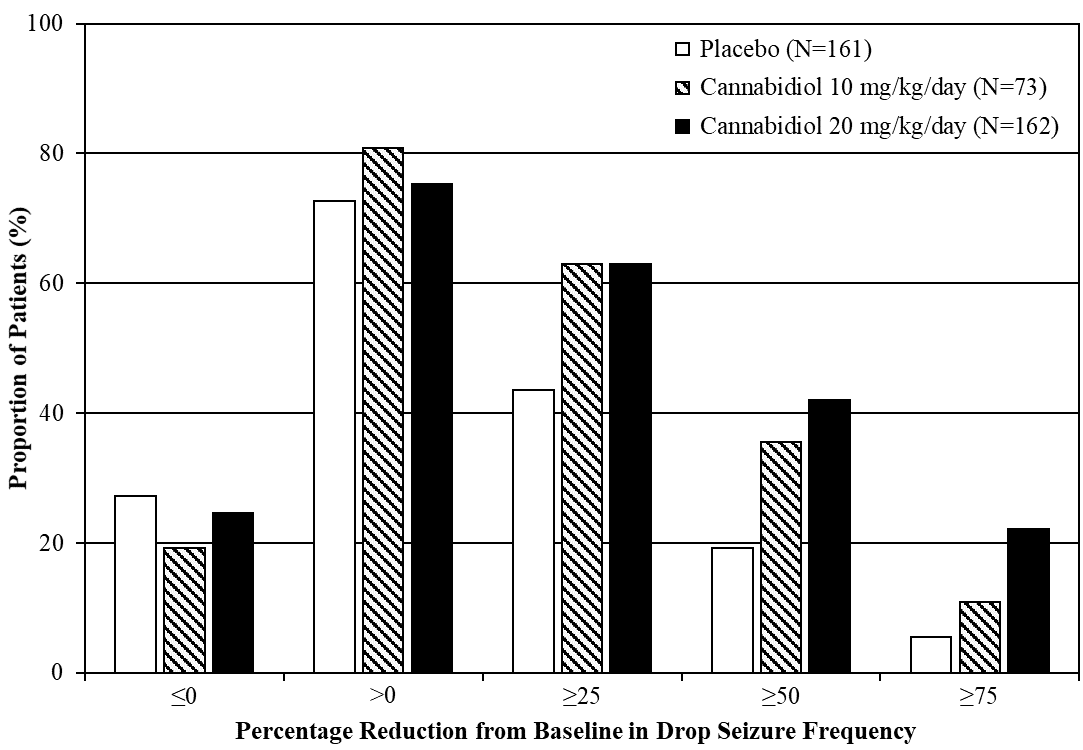 100
80
60
40
20
0
Proportion of Patients (%)
Placebo (N=161)
Cannabidiol 10 mg/kg/day (N=73)
Cannabidiol 20 mg/kg/day (N=162)
≤0
>0
≥25
≥50
≥75
Percentage Reduction from Baseline in Drop Seizure Frequency